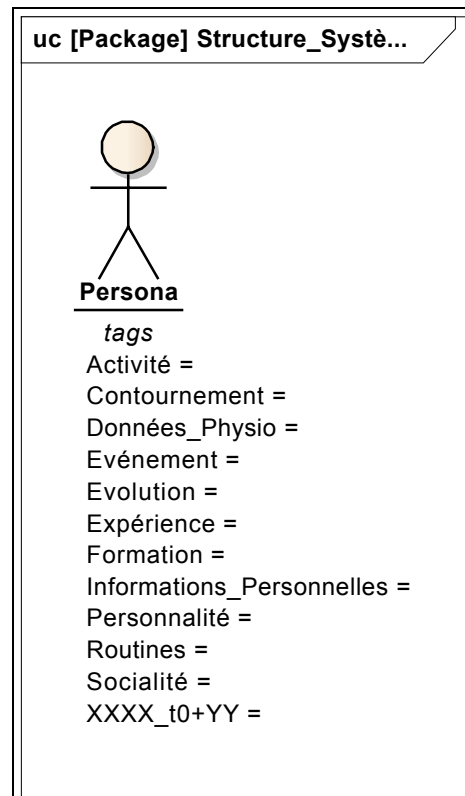 uc [Package] Structure_Systè...
Persona
tags
Activité =
Contournement =
Données_Physio =
Evénement =
Evolution =
Expérience =
Formation =
Informations_Personnelles =
Personnalité =
Routines =
Socialité =
XXXX_t0+YY =